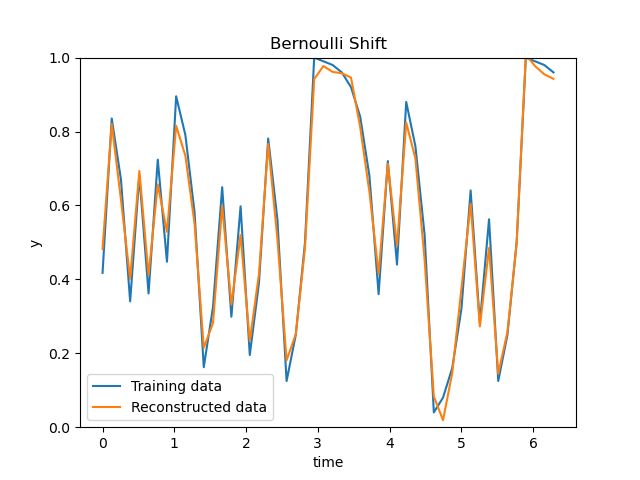 Bernoulli Shift
1.0
0.8
0.6
0.4
0.2
0.0
y
Training data
Reconstructed data
0 1 2 3 4 5 6
time